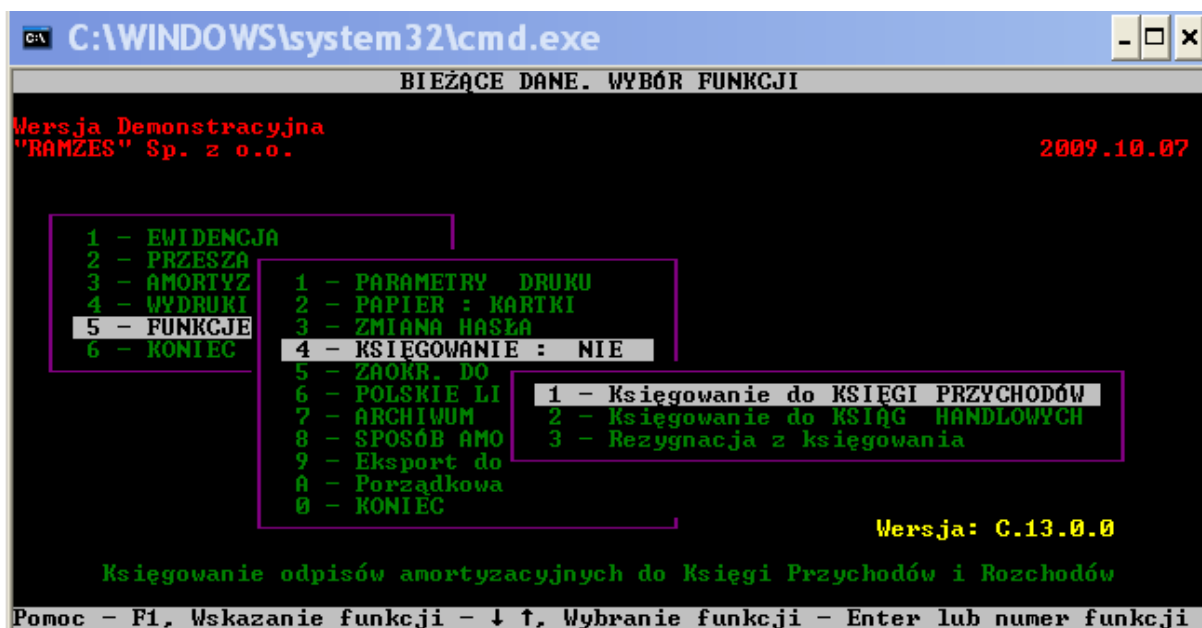 C:\WINDOWS\system32\cmd.exe
BIEŻĄCE DANE. WYBÓR FUNKCJI
Wersja Demonstracyjna
"RAMZES" Sp. z o.o. 2009.10.07
1 - EWIDENCJA
2 - PRZESZA
3 - AMORTYZ
4 - WYDRUKI
5 - FUNKCJE
6 - KONIEC
1 - PARAMETRY DRUKU
2 - PAPIER : KARTKI
3 - ZMIANA HASŁA
4 - KSIĘGOWANIE : NIE
5 - ZAOKR. DO
6 - POLSKIE LI
7 - ARCHIWUM
8 - SPOSÓB AMO
9 - Eksport do
A - Porządkowa
0 - KONIEC
1 - Księgowanie do KSIĘGI PRZYCHODÓW
2 - Księgowanie do KSIĄG HANDLOWYCH
3 - Rezygnacja z księgowania
Wersja: C.13.0.0
Księgowanie odpisów amortyzacyjnych do Księgi Przychodów i Rozchodów
Pomoc - F1, Wskazanie funkcji - ↓ ↑, Wybranie funkcji - Enter lub numer funkcji